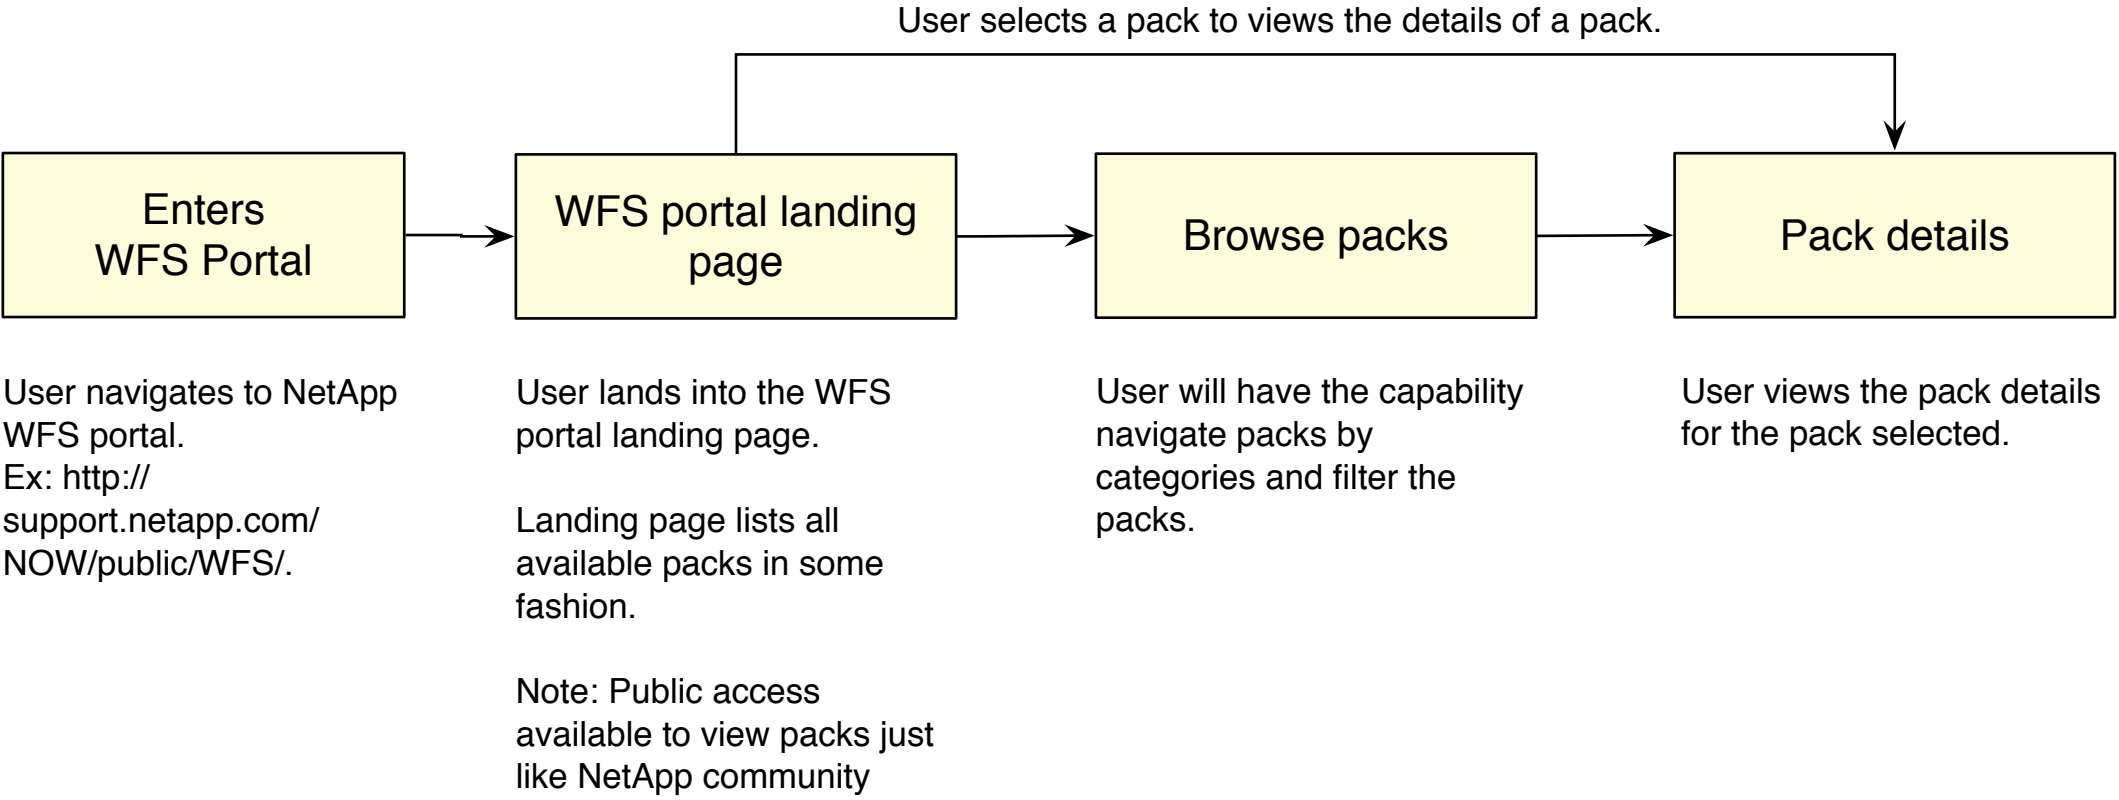 User selects a pack to views the details of a pack.
Enters
WFS Portal
WFS portal landing
page
Browse packs
Pack details
User navigates to NetApp
WFS portal.
Ex: http://
support.netapp.com/
NOW/public/WFS/.
User lands into the WFS
portal landing page.
Landing page lists all
available packs in some
fashion.
Note: Public access
available to view packs just
like NetApp community
User will have the capability
navigate packs by
categories and filter the
packs.
User views the pack details
for the pack selected.